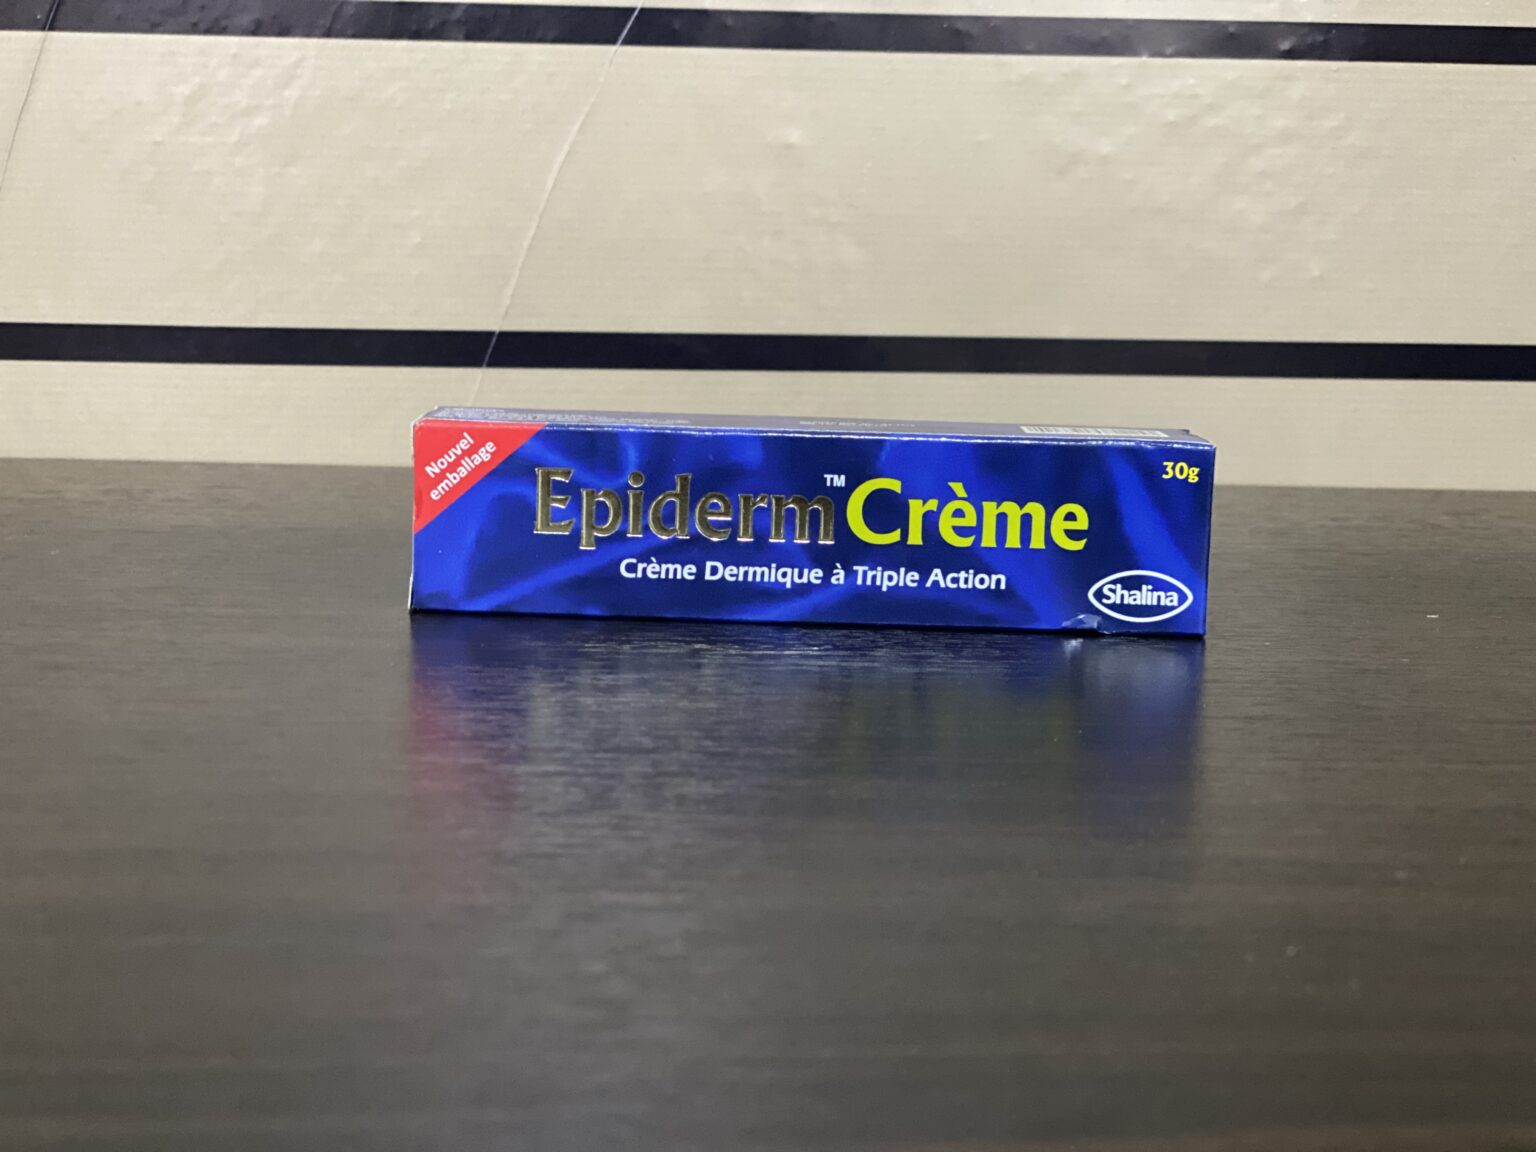 Nouvel
emballage
Epiderm™ Crème
30g
Crème Dermique à Triple Action
Shalina